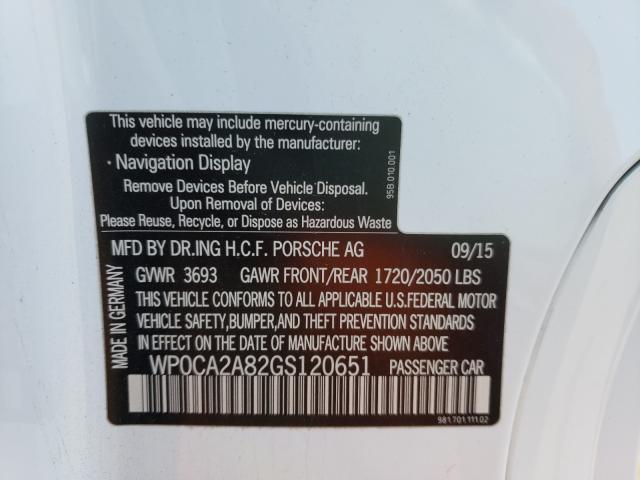 This vehicle may include mercury-containing
devices installed by the manufacturer:
· Navigation Display
Remove Devices Before Vehicle Disposal.
Upon Removal of Devices:
Please Reuse, Recycle, or Dispose as Hazardous Waste
95B.010.001
MFD BY DR.ING H.C.F. PORSCHE AG 09/15
GVWR 3693 GAWR FRONT/REAR 1720/2050 LBS
THIS VEHICLE CONFORMS TO ALL APPLICABLE U.S.FEDERAL MOTOR
VEHICLE SAFETY,BUMPER,AND THEFT PREVENTION STANDARDS
IN EFFECT ON THE DATE OF MANUFACTURE SHOWN ABOVE.
WP0CA2A82GS120651 PASSENGER CAR
MADE IN GERMANY
981.701.111.02